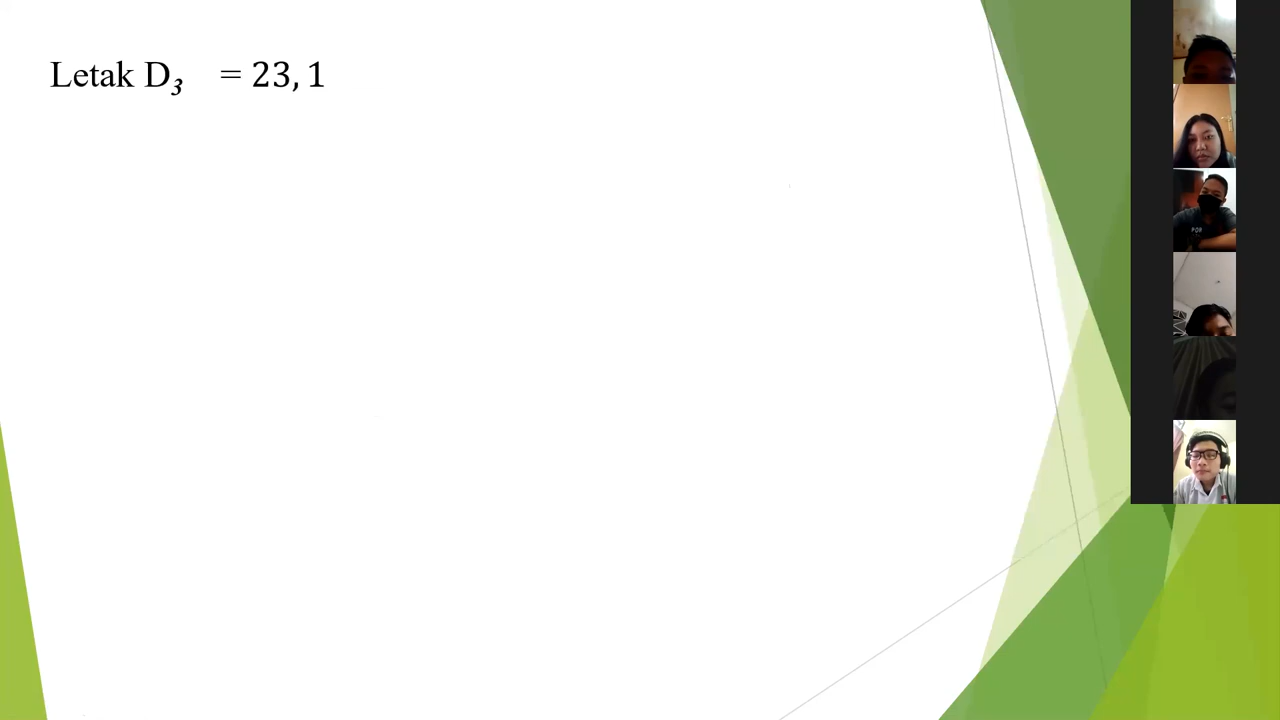 Letak D₃ = 23,1